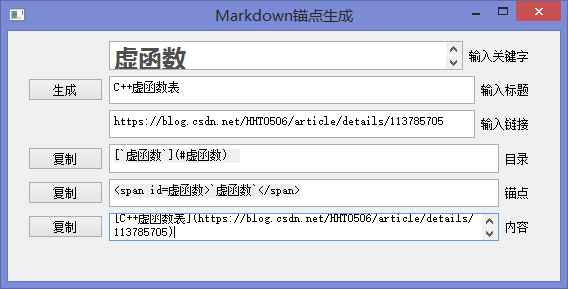 Markdown锚点生成
虚函数 输入关键字
生成 C++虚函数表 输入标题
https://blog.csdn.net/HHT0506/article/details/113785705 输入链接
复制 [`虚函数`](#虚函数) 目录
复制 <span id=虚函数>`虚函数`</span> 锚点
复制 [C++虚函数表](https://blog.csdn.net/HHT0506/article/details/
113785705) 内容